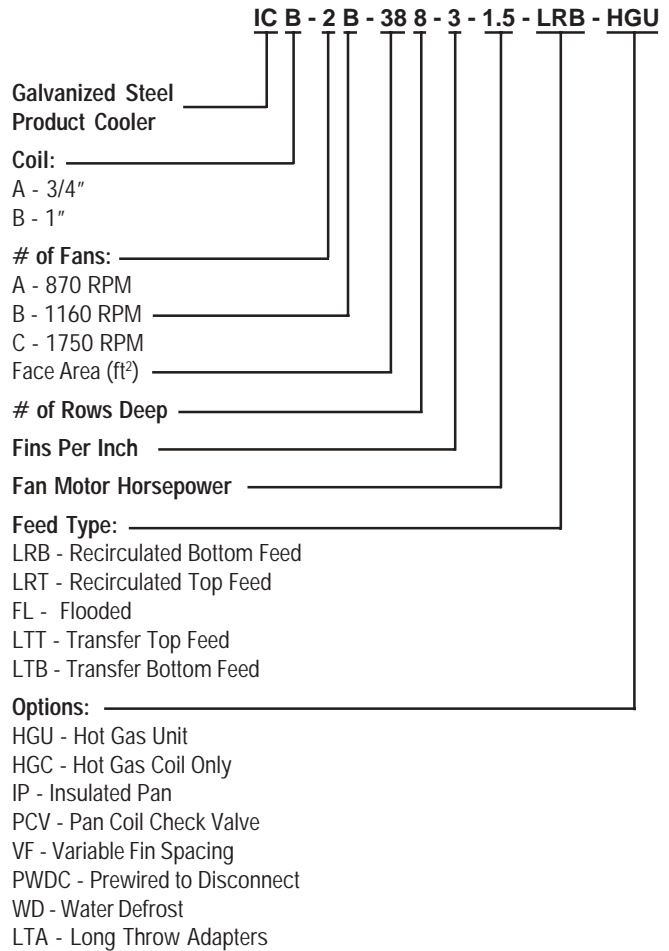 IC B - 2 B - 38 8 - 3 - 1.5 - LRB - HGU
Galvanized Steel
Product Cooler
Coil:
A - 3/4″
B - 1″
# of Fans:
A - 870 RPM
B - 1160 RPM
C - 1750 RPM
Face Area (ft²)
# of Rows Deep
Fins Per Inch
Fan Motor Horsepower
Feed Type:
LRB - Recirculated Bottom Feed
LRT - Recirculated Top Feed
FL - Flooded
LTT - Transfer Top Feed
LTB - Transfer Bottom Feed
Options:
HGU - Hot Gas Unit
HGC - Hot Gas Coil Only
IP - Insulated Pan
PCV - Pan Coil Check Valve
VF - Variable Fin Spacing
PWDC - Prewired to Disconnect
WD - Water Defrost
LTA - Long Throw Adapters